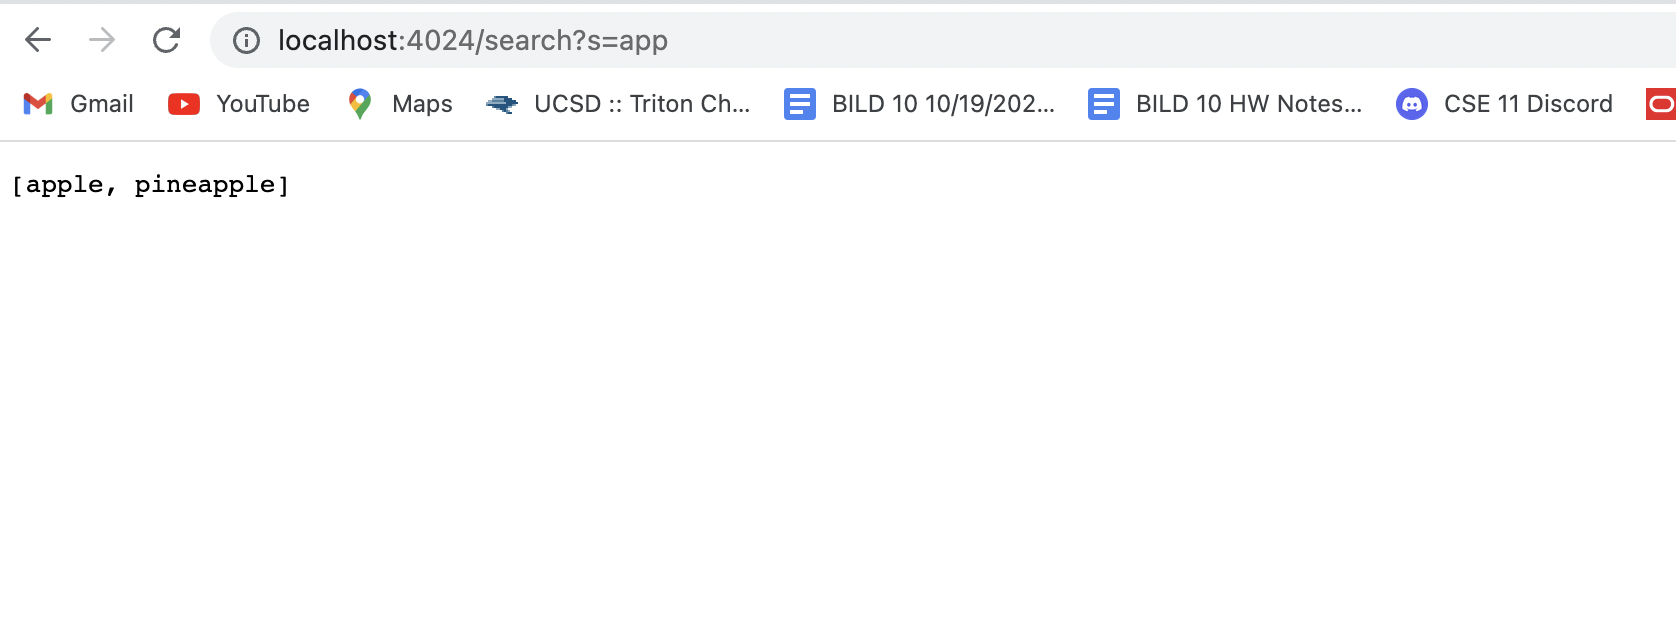 localhost:4024/search?s=app
Gmail YouTube Maps UCSD :: Triton Ch... BILD 10 10/19/202... BILD 10 HW Notes... CSE 11 Discord
[apple, pineapple]